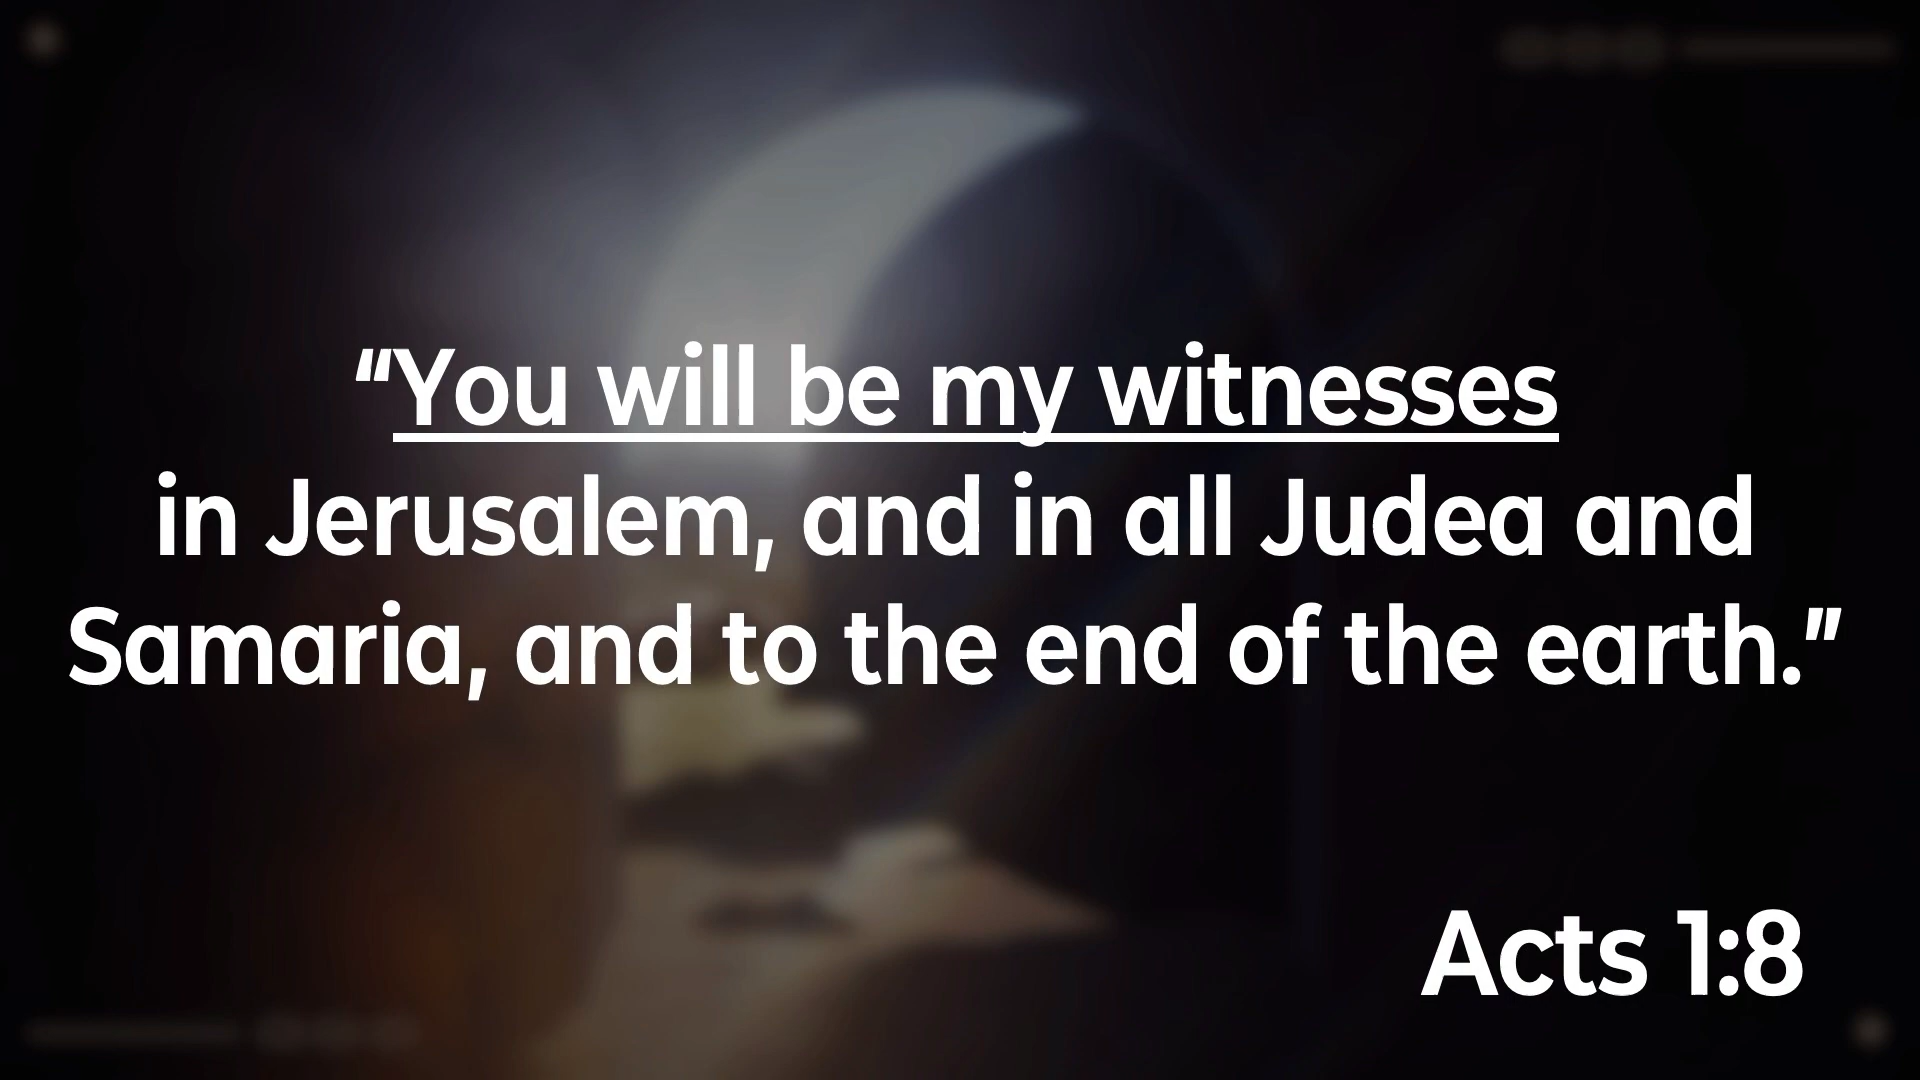 “You will be my witnesses
in Jerusalem, and in all Judea and
Samaria, and to the end of the earth.”
Acts 1:8